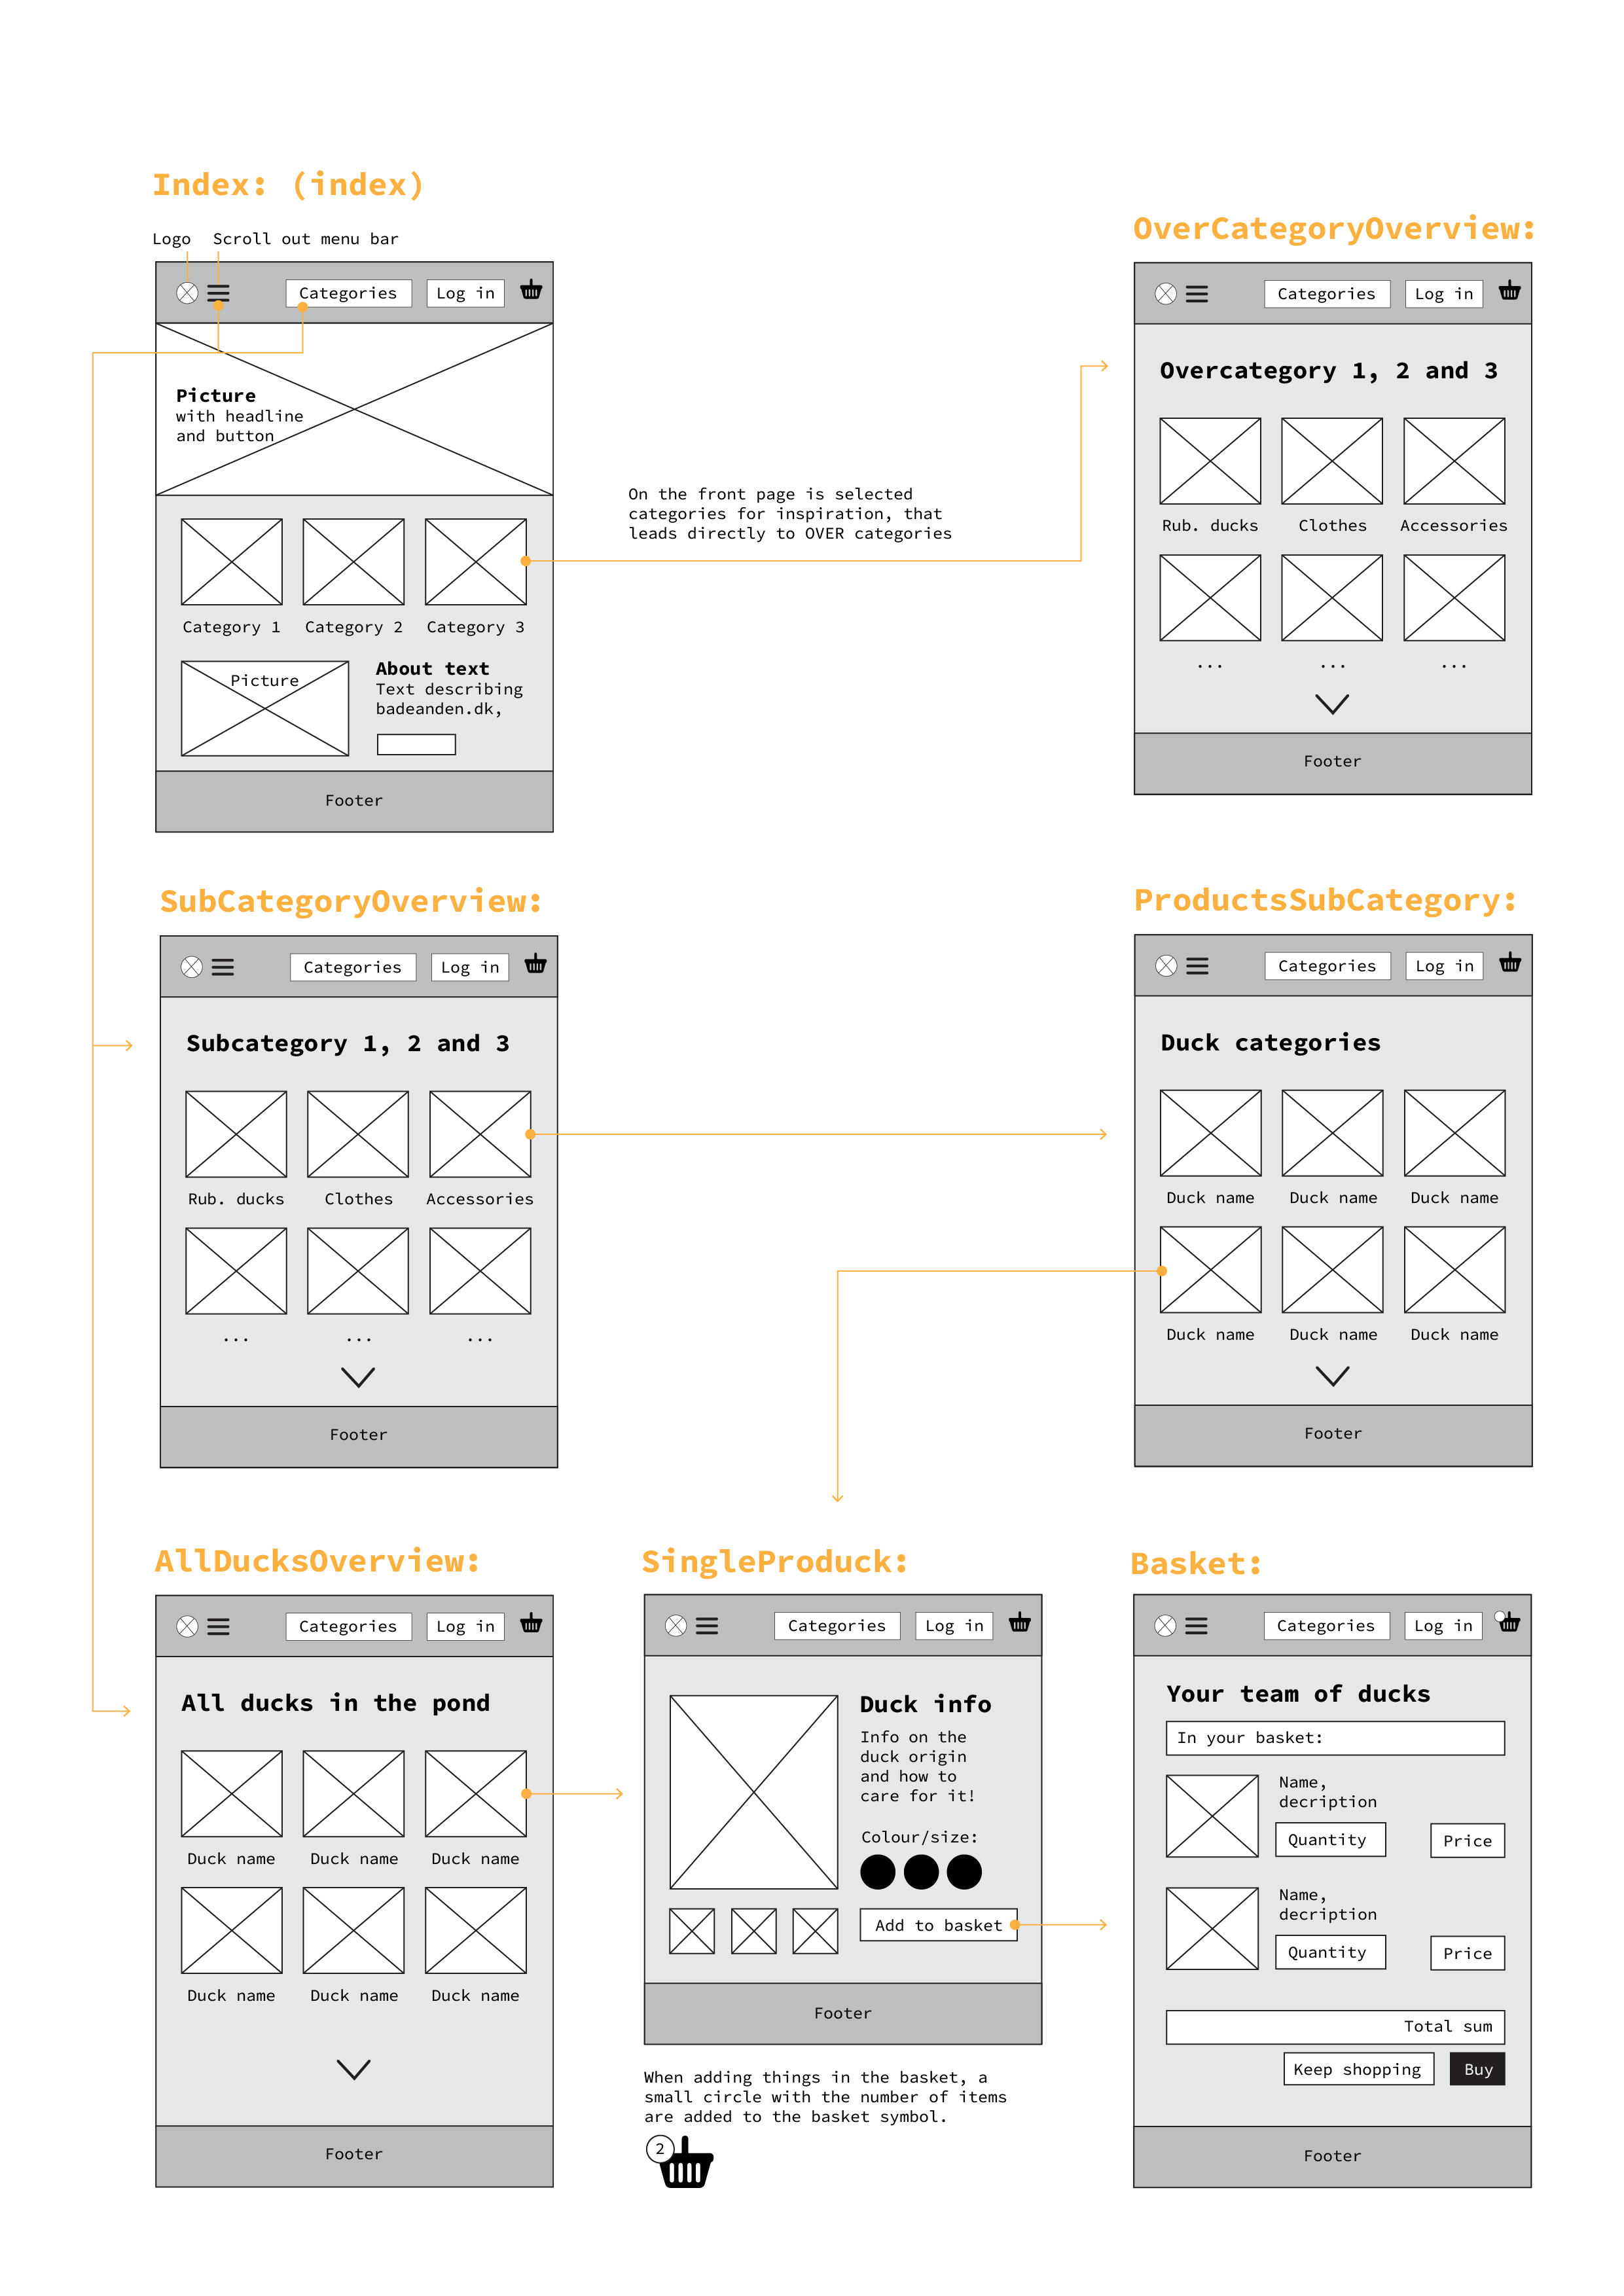 Index: (index)
Logo
Scroll out menu bar
Categories
Log in
Picture
with headline
and button
Category 1
Category 2
Category 3
Picture
About text
Text describing
badeanden.dk,
Footer
On the front page is selected
categories for inspiration, that
leads directly to OVER categories
OverCategoryOverview:
Categories
Log in
Overcategory 1, 2 and 3
Rub. ducks
Clothes
Accessories
...
...
...
Footer
SubCategoryOverview:
Categories
Log in
Subcategory 1, 2 and 3
Rub. ducks
Clothes
Accessories
...
...
...
Footer
ProductsSubCategory:
Categories
Log in
Duck categories
Duck name
Duck name
Duck name
Duck name
Duck name
Duck name
Footer
AllDucksOverview:
Categories
Log in
All ducks in the pond
Duck name
Duck name
Duck name
Duck name
Duck name
Duck name
Footer
SingleProduck:
Categories
Log in
Duck info
Info on the
duck origin
and how to
care for it!
Colour/size:
Add to basket
Footer
When adding things in the basket, a
small circle with the number of items
are added to the basket symbol.
2
Basket:
Categories
Log in
Your team of ducks
In your basket:
Name,
decription
Quantity
Price
Name,
decription
Quantity
Price
Total sum
Keep shopping
Buy
Footer